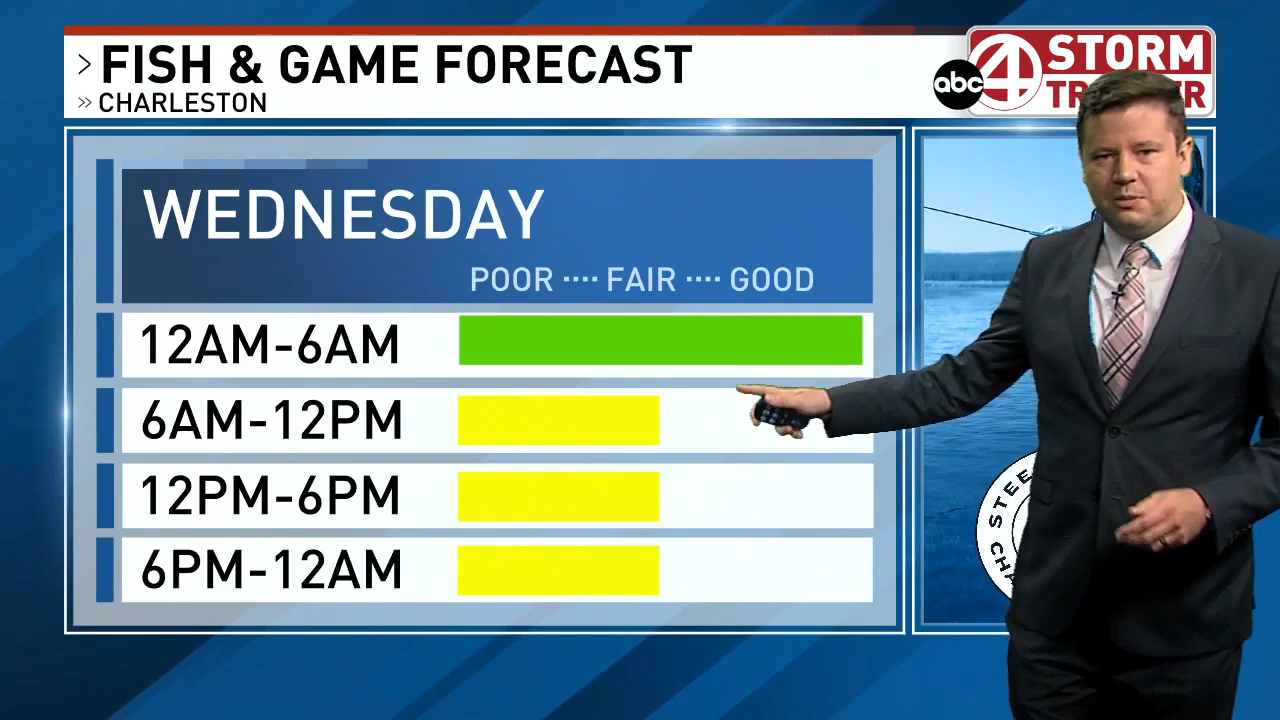 > FISH & GAME FORECAST
» CHARLESTON
abc 4 STORM
WEDNESDAY
POOR ···· FAIR ···· GOOD
12AM-6AM
6AM-12PM
12PM-6PM
6PM-12AM